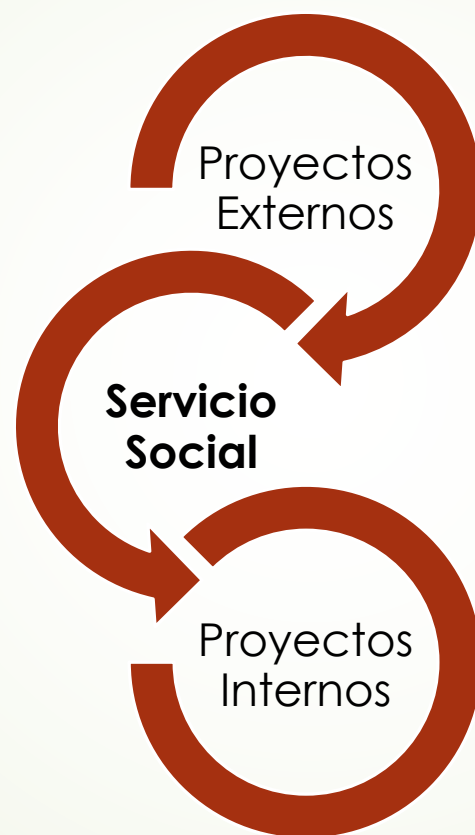 Proyectos
Externos
Servicio
Social
Proyectos
Internos